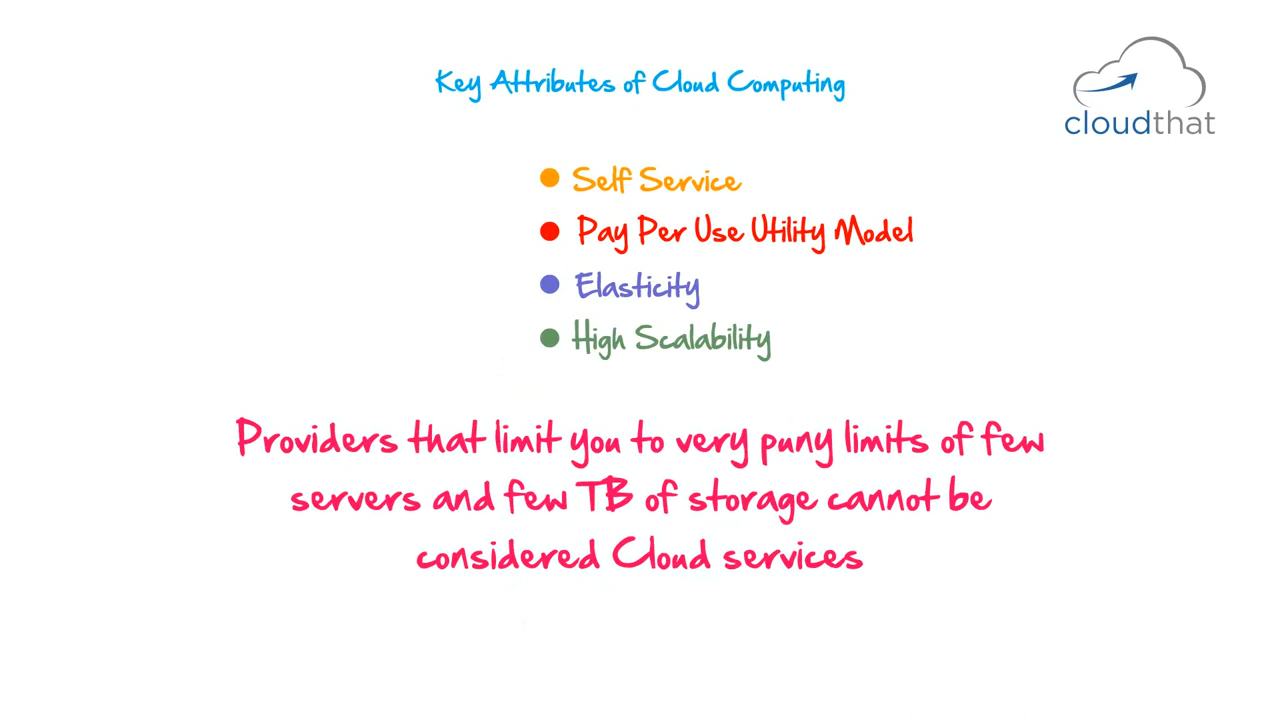 Key Attributes of Cloud Computing
cloudthat
Self Service
Pay Per Use Utility Model
Elasticity
High Scalability
Providers that limit you to very puny limits of few
servers and few TB of storage cannot be
considered Cloud services